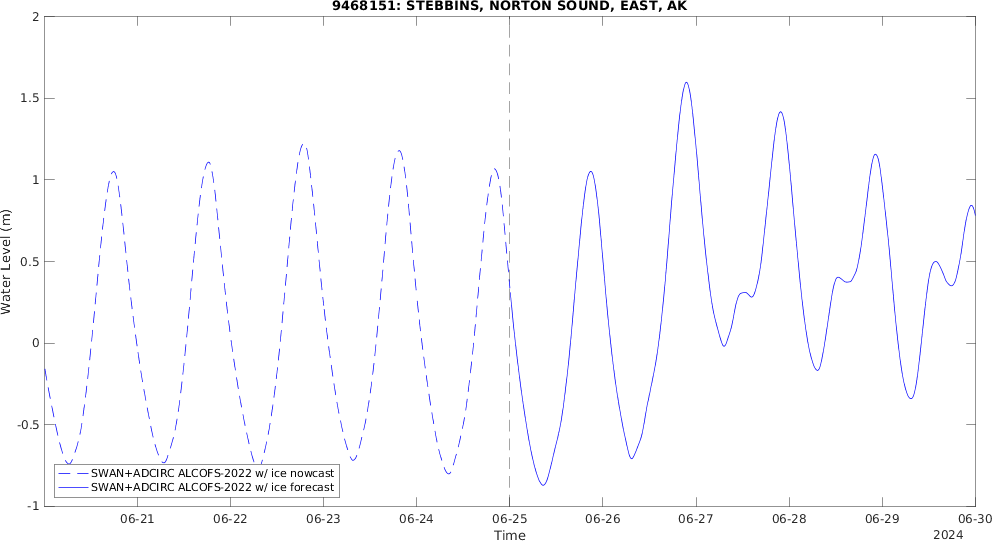 9468151: STEBBINS, NORTON SOUND, EAST, AK
2
1.5
1
0.5
0
-0.5
-1
Water Level (m)
SWAN+ADCIRC ALCOFS-2022 w/ ice nowcast
SWAN+ADCIRC ALCOFS-2022 w/ ice forecast
06-21 06-22 06-23 06-24 06-25 06-26 06-27 06-28 06-29 06-30
Time
2024